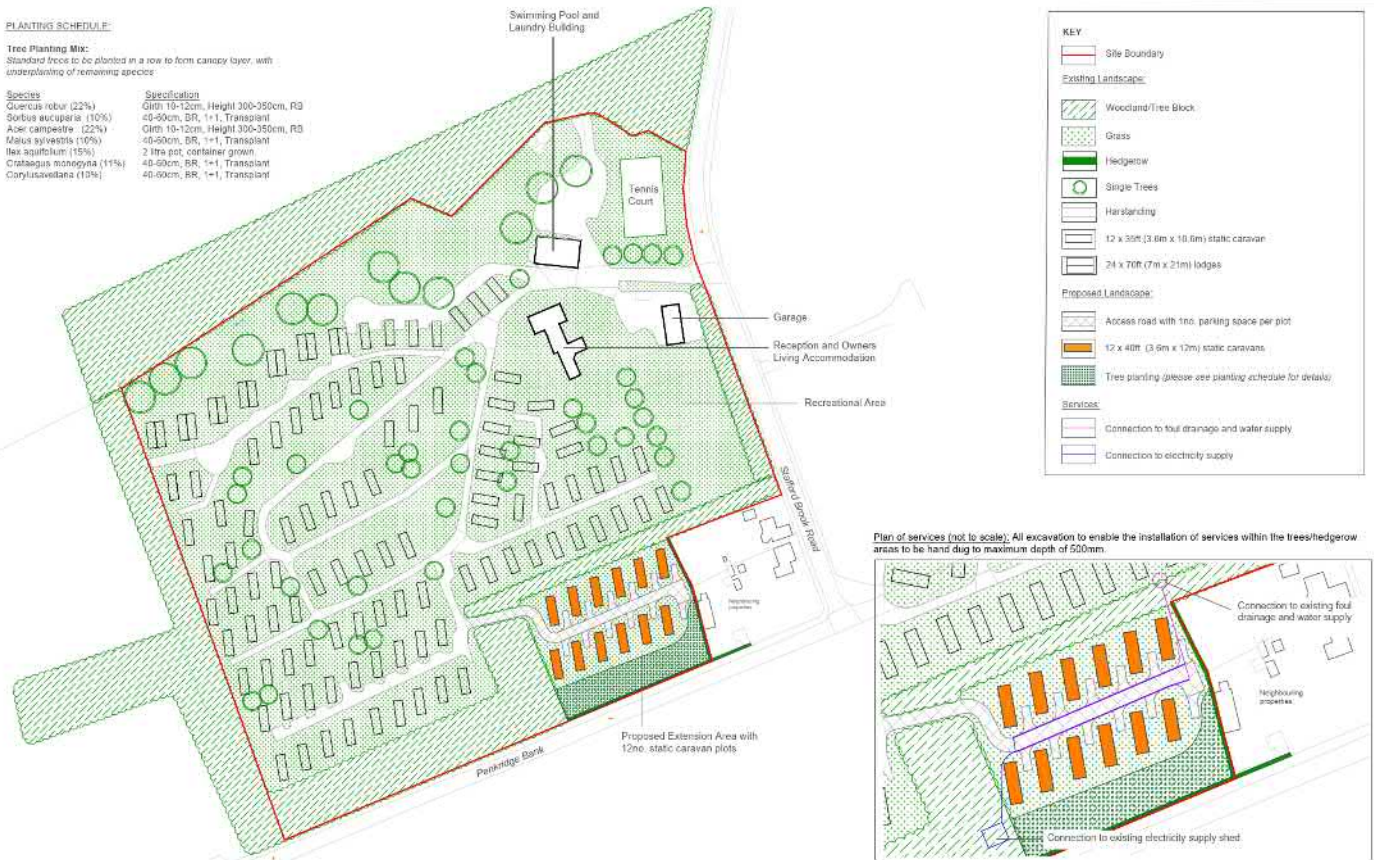 PLANTING SCHEDULE:
Tree Planting Mix:
Standard trees to be planted in a row to form canopy layer, with
underplanting of remaining species
Species Specification
Quercus robur (22%) Girth 10-12cm, Height 300-350cm, RB
Sorbus aucuparia (10%) 40-60cm, BR, 1+1, Transplant
Acer campestre (22%) Girth 10-12cm, Height 300-350cm, RB
Malus sylvestris (10%) 40-60cm, BR, 1+1, Transplant
Ilex aquifolium (15%) 2 litre pot, container grown
Crataegus monogyna (11%) 40-60cm, BR, 1+1, Transplant
Corylusavellana (10%) 40-60cm, BR, 1+1, Transplant
Swimming Pool and
Laundry Building
Tennis
Court
Garage
Reception and Owners
Living Accommodation
Recreational Area
Stafford Brook Road
Neighbouring
properties
Proposed Extension Area with
12no. static caravan plots
Penkridge Bank
KEY
Site Boundary
Existing Landscape:
Woodland/Tree Block
Grass
Hedgerow
Single Trees
Harstanding
12 x 35ft (3.6m x 10.6m) static caravan
24 x 70ft (7m x 21m) lodges
Proposed Landscape:
Access road with 1no. parking space per plot
12 x 40ft (3.6m x 12m) static caravans
Tree planting (please see planting schedule for details)
Services:
Connection to foul drainage and water supply
Connection to electricity supply
Plan of services (not to scale): All excavation to enable the installation of services within the trees/hedgerow
areas to be hand dug to maximum depth of 500mm.
Connection to existing foul
drainage and water supply
Neighbouring
properties
Connection to existing electricity supply shed